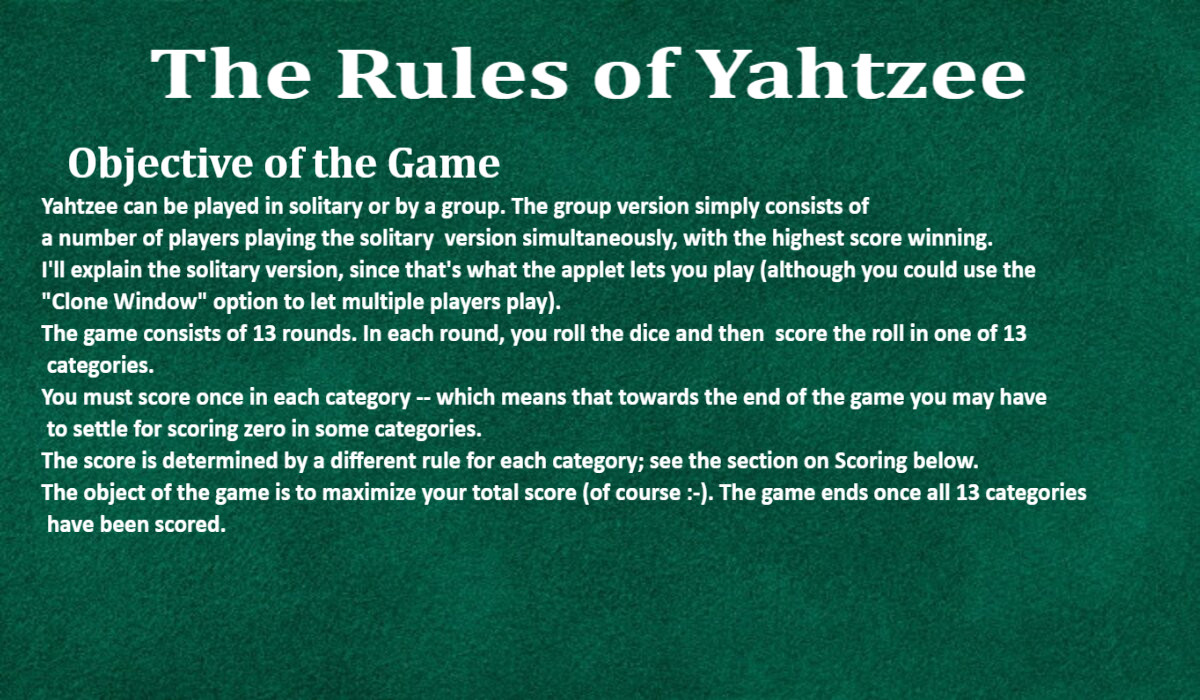 The Rules of Yahtzee
Objective of the Game
Yahtzee can be played in solitary or by a group. The group version simply consists of
a number of players playing the solitary  version simultaneously, with the highest score winning.
I'll explain the solitary version, since that's what the applet lets you play (although you could use the
"Clone Window" option to let multiple players play).
The game consists of 13 rounds. In each round, you roll the dice and then  score the roll in one of 13
categories.
You must score once in each category -- which means that towards the end of the game you may have
to settle for scoring zero in some categories.
The score is determined by a different rule for each category; see the section on Scoring below.
The object of the game is to maximize your total score (of course :-). The game ends once all 13 categories
have been scored.